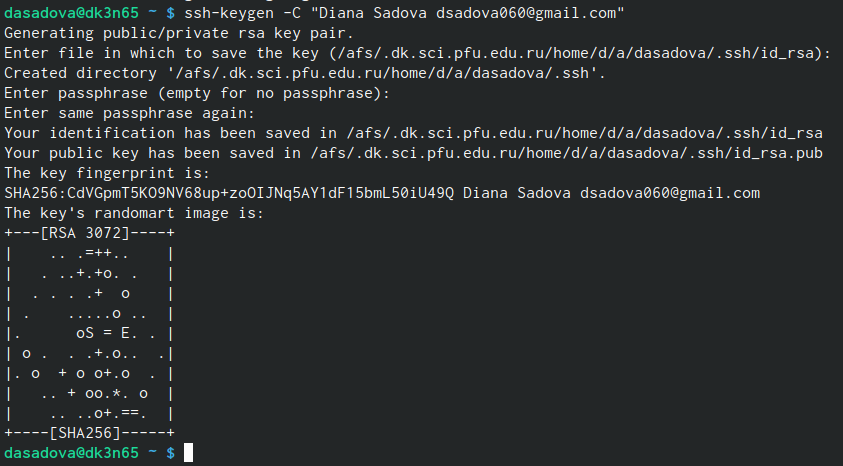 dasadova@dk3n65 ~ $ ssh-keygen -C "Diana Sadova dsadova060@gmail.com"
Generating public/private rsa key pair.
Enter file in which to save the key (/afs/.dk.sci.pfu.edu.ru/home/d/a/dasadova/.ssh/id_rsa):
Created directory '/afs/.dk.sci.pfu.edu.ru/home/d/a/dasadova/.ssh'.
Enter passphrase (empty for no passphrase):
Enter same passphrase again:
Your identification has been saved in /afs/.dk.sci.pfu.edu.ru/home/d/a/dasadova/.ssh/id_rsa
Your public key has been saved in /afs/.dk.sci.pfu.edu.ru/home/d/a/dasadova/.ssh/id_rsa.pub
The key fingerprint is:
SHA256:CdVGpmT5KO9NV68up+zoOIJNq5AY1dF15bmL50iU49Q Diana Sadova dsadova060@gmail.com
The key's randomart image is:
+---[RSA 3072]----+
|    .. .=++..    |
|   . ..+.+o. .   |
|  . . . .+  o    |
| .    .....o ..  |
|.      oS = E. . |
| o .  . .+.o..  .|
|. o  + o o+.o  . |
|   .. + oo.*. o  |
|    .. ..o+.==.  |
+----[SHA256]-----+
dasadova@dk3n65 ~ $